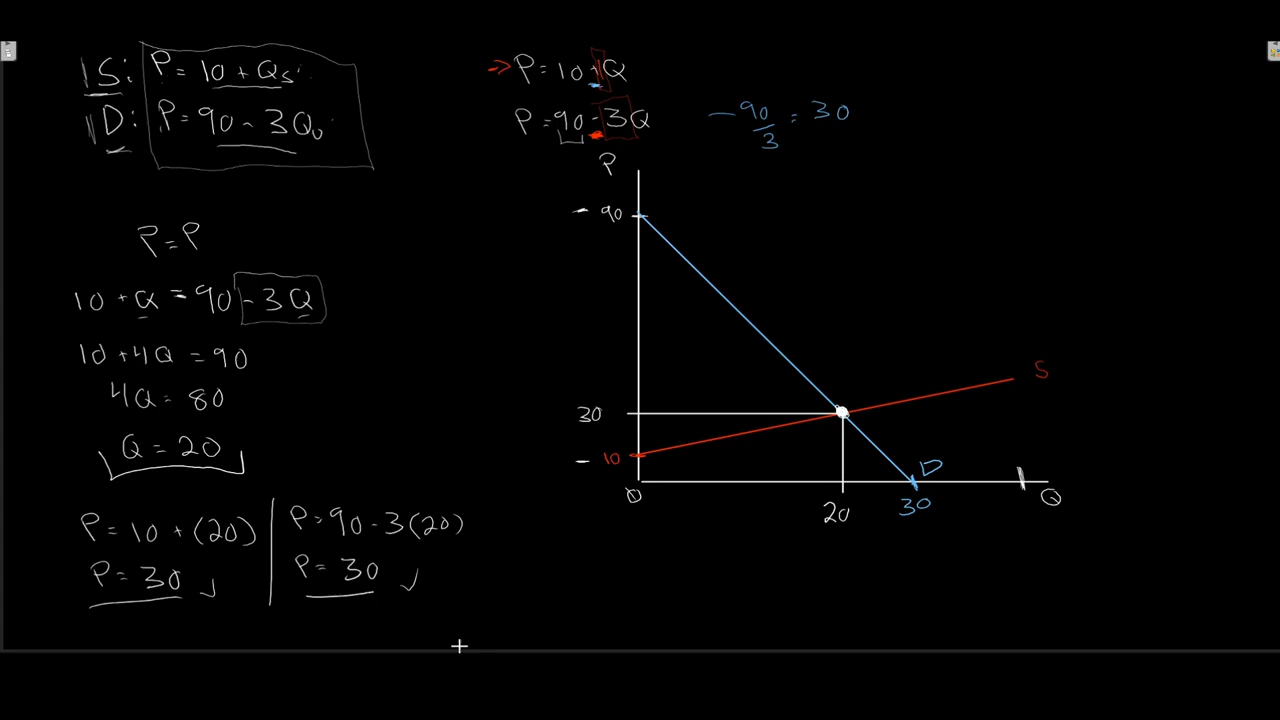 S: P = 10 + Qs
D: P = 90 - 3QD
P = P
10 + Q = 90 - 3Q
10 + 4Q = 90
4Q = 80
Q = 20
P = 10 + (20)
P = 30 ✓
P = 90 - 3(20)
P = 30 ✓
→ P = 10 + 1Q
P = 90 - 3Q
- 90/3 = 30
P
- 90
30
- 10
0
20
30
D
S
Q